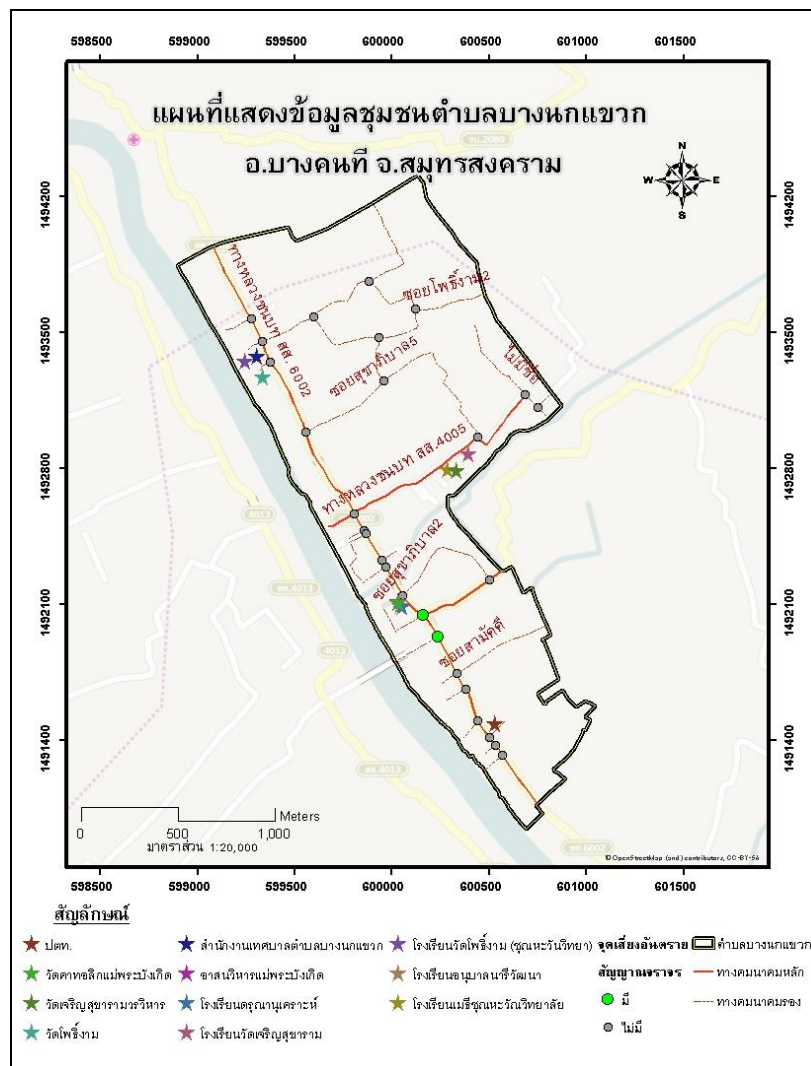 598500 599000 599500 600000 600500 601000 601500
แผนที่แสดงข้อมูลชุมชนตำบลบางนกแขวก
อ.บางคนที จ.สมุทรสงคราม
N
W E
S
1494200
1494200
1493500
1493500
1492800
1492800
1492100
1492100
1491400
1491400
ทางหลวงชนบท สส. 6002
ซอยโพธิ์งาม2
ซอยสุขาภิบาล5
ไม่มีชื่อ
ทางหลวงชนบท สส.4005
ซอยสุขาภิบาล2
ซอยสามัคคี
4013
4013
Meters
0 500 1,000
มาตราส่วน 1:20,000
© OpenStreetMap (and) contributors, CC-BY-SA
598500 599000 599500 600000 600500 601000 601500
สัญลักษณ์
ปตท.
วัดคาทอลิกแม่พระบังเกิด
วัดเจริญสุขารามวรวิหาร
วัดโพธิ์งาม
สำนักงานเทศบาลตำบลบางนกแขวก
อาสนวิหารแม่พระบังเกิด
โรงเรียนดรุณานุเคราะห์
โรงเรียนวัดเจริญสุขาราม
โรงเรียนวัดโพธิ์งาม (ชุณหะวันวิทยา)
โรงเรียนอนุบาลนารีวัฒนา
โรงเรียนเมธีชุณหะวัณวิทยาลัย
จุดเสี่ยงอันตราย
สัญญาณจราจร
มี
ไม่มี
ตำบลบางนกแขวก
ทางคมนาคมหลัก
ทางคมนาคมรอง